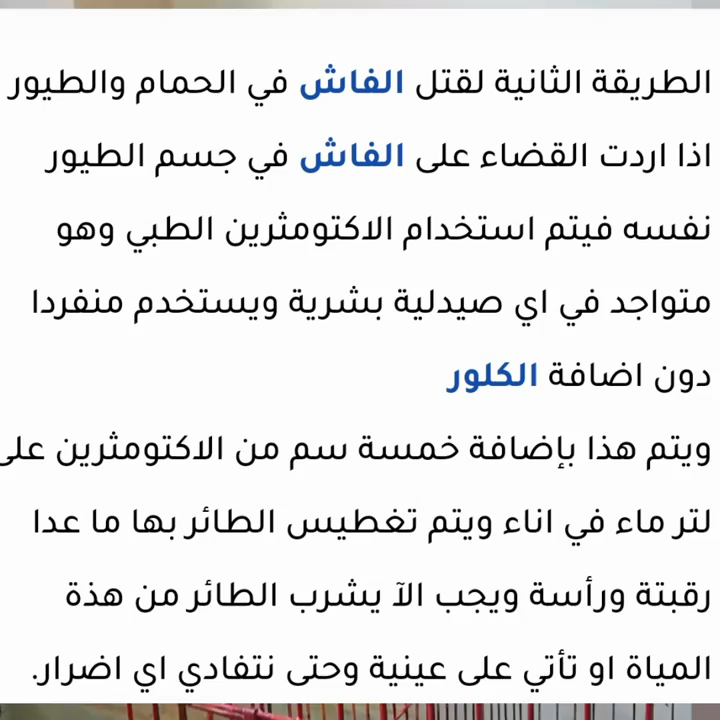 الطريقة الثانية لقتل الفاش في الحمام والطيور
اذا اردت القضاء على الفاش في جسم الطيور
نفسه فيتم استخدام الاكتومثرين الطبي وهو
متواجد في اي صيدلية بشرية ويستخدم منفردا
دون اضافة الكلور
ويتم هذا بإضافة خمسة سم من الاكتومثرين على
لتر ماء في اناء ويتم تغطيس الطائر بها ما عدا
رقبتة ورأسة ويجب الآ يشرب الطائر من هذة
المياة او تأتي على عينية وحتى نتفادي اي اضرار.